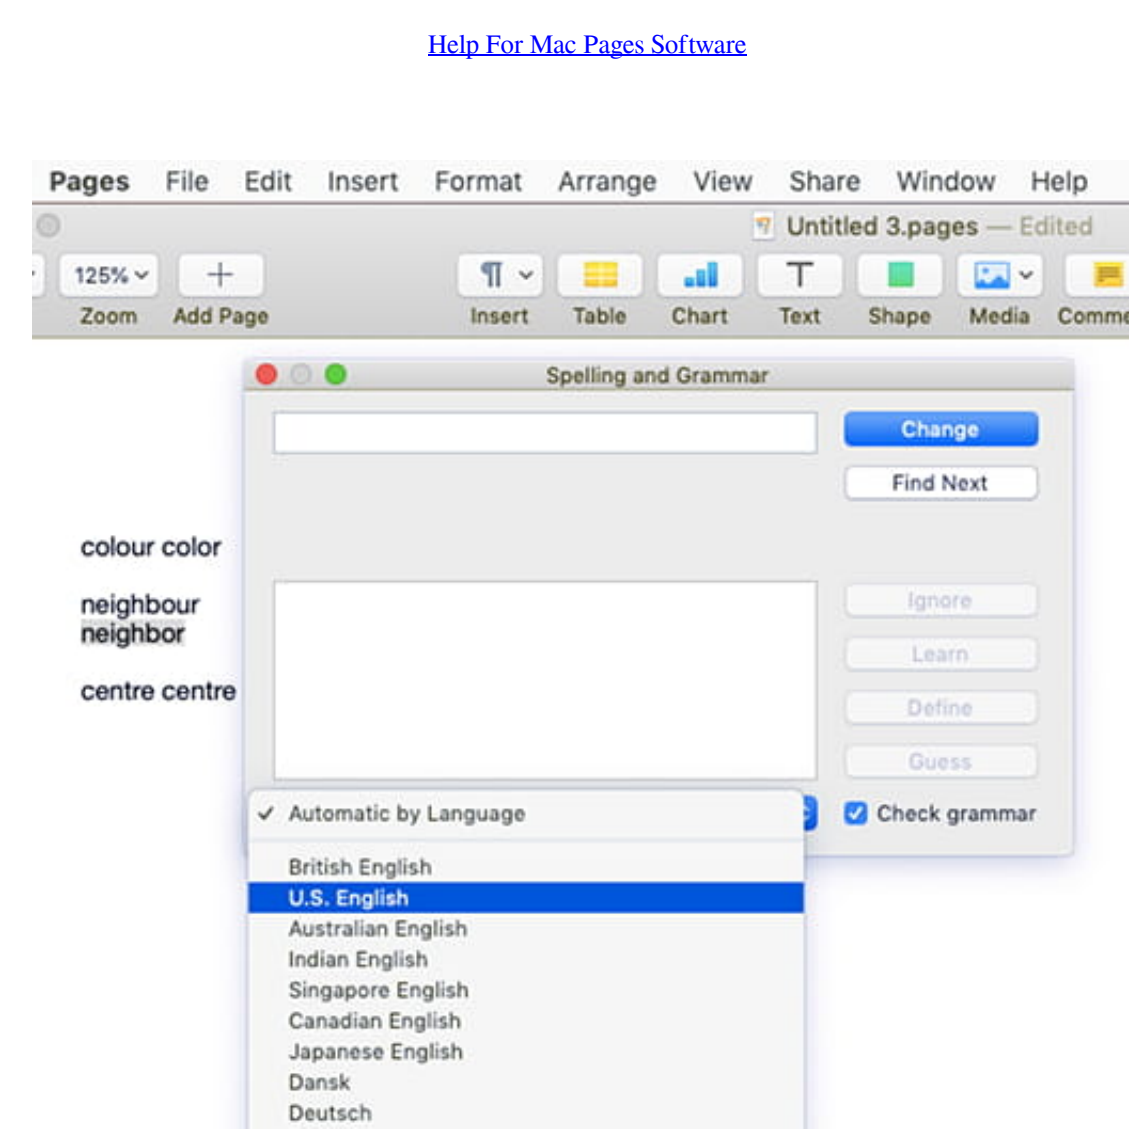 Help For Mac Pages Software
Pages File Edit Insert Format Arrange View Share Window Help
Untitled 3.pages — Edited
125%
Zoom Add Page Insert Table Chart Text Shape Media Comme
Spelling and Grammar
Change
Find Next
colour color
neighbour
neighbor
centre centre
Ignore
Learn
Define
Guess
Automatic by Language
Check grammar
British English
U.S. English
Australian English
Indian English
Singapore English
Canadian English
Japanese English
Dansk
Deutsch